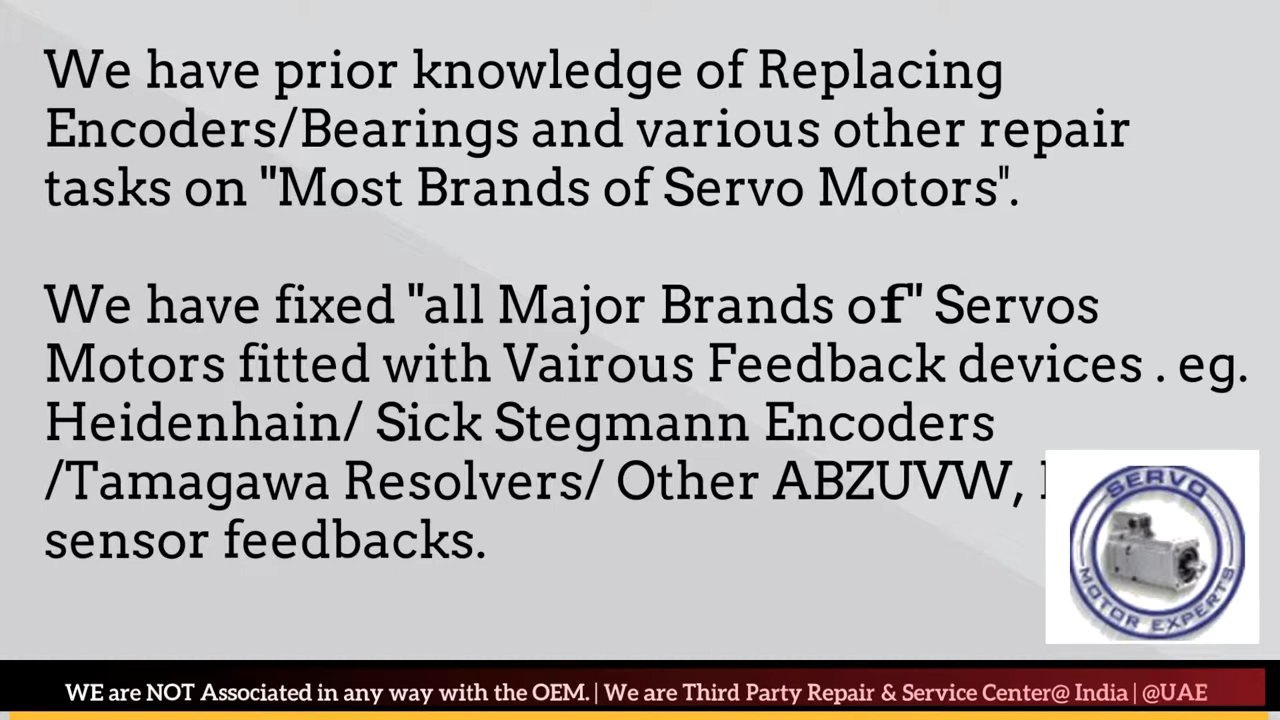 We have prior knowledge of Replacing
Encoders/Bearings and various other repair
tasks on "Most Brands of Servo Motors".
We have fixed "all Major Brands of" Servos
Motors fitted with Vairous Feedback devices . eg.
Heidenhain/ Sick Stegmann Encoders
/Tamagawa Resolvers/ Other ABZUVW,
sensor feedbacks.
SERVO
MOTOR EXPERTS
WE are NOT Associated in any way with the OEM. | We are Third Party Repair & Service Center@ India | @UAE